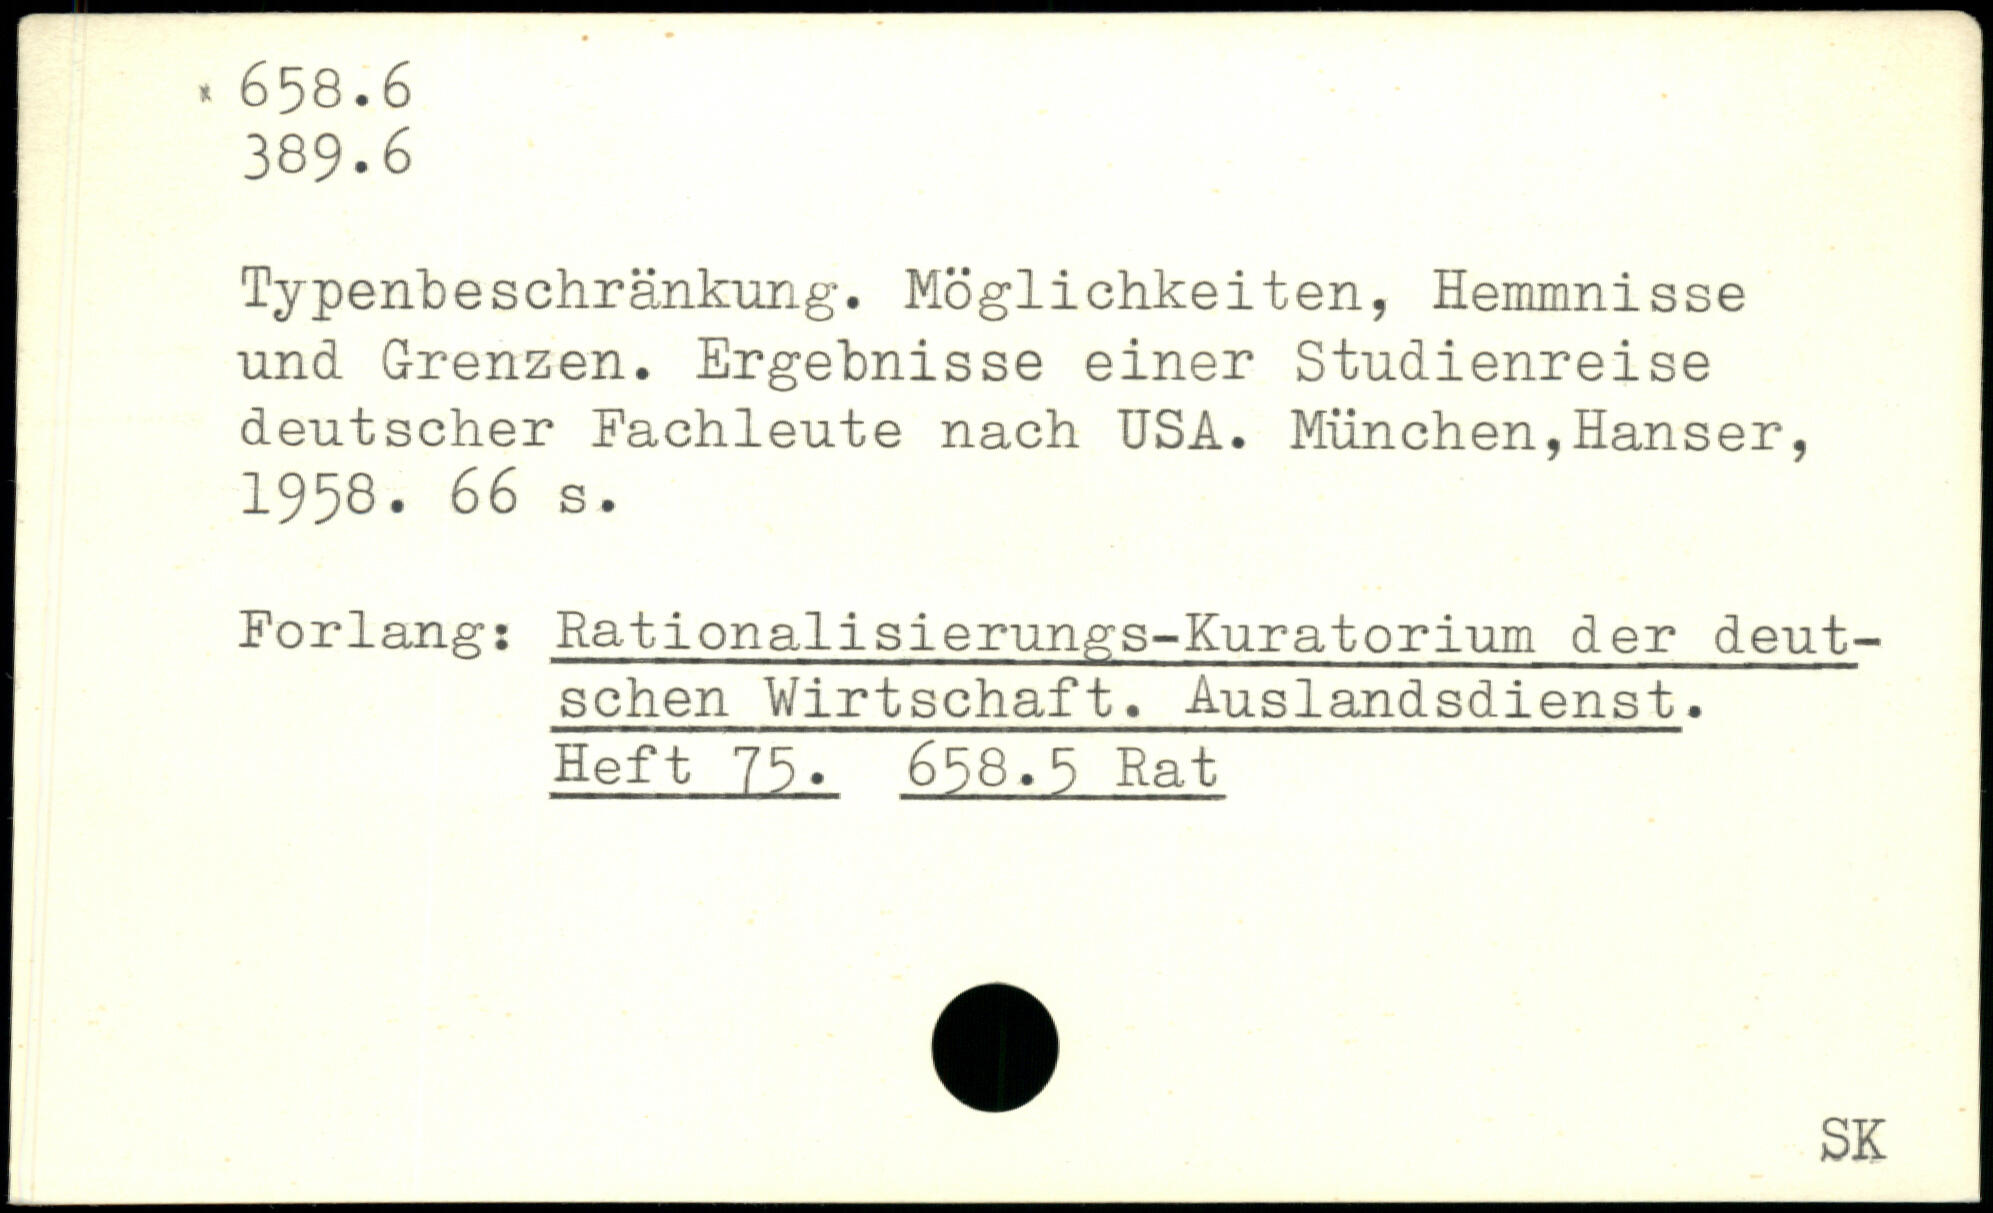 * 658.6
389.6
Typenbeschränkung. Möglichkeiten, Hemmnisse
und Grenzen. Ergebnisse einer Studienreise
deutscher Fachleute nach USA. München,Hanser,
1958. 66 s.
Forlang: Rationalisierungs-Kuratorium der deut-
schen Wirtschaft. Auslandsdienst.
Heft 75. 658.5 Rat
SK